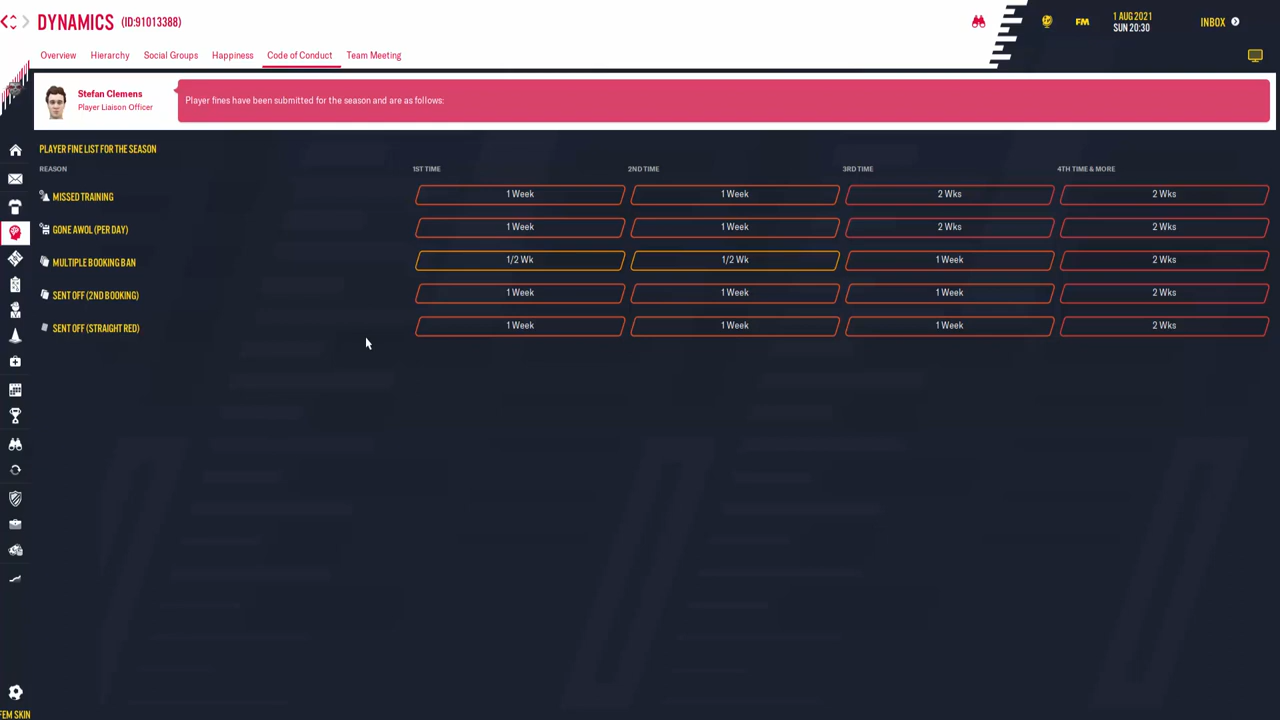 DYNAMICS (ID:91013388)
FM
1 AUG 2021
SUN 20:30
INBOX
Overview Hierarchy Social Groups Happiness Code of Conduct Team Meeting
Stefan Clemens
Player Liaison Officer
Player fines have been submitted for the season and are as follows:
PLAYER FINE LIST FOR THE SEASON
REASON 1ST TIME 2ND TIME 3RD TIME 4TH TIME & MORE
MISSED TRAINING 1 Week 1 Week 2 Wks 2 Wks
GONE AWOL (PER DAY) 1 Week 1 Week 2 Wks 2 Wks
MULTIPLE BOOKING BAN 1/2 Wk 1/2 Wk 1 Week 2 Wks
SENT OFF (2ND BOOKING) 1 Week 1 Week 1 Week 2 Wks
SENT OFF (STRAIGHT RED) 1 Week 1 Week 1 Week 2 Wks
FEM SKIN